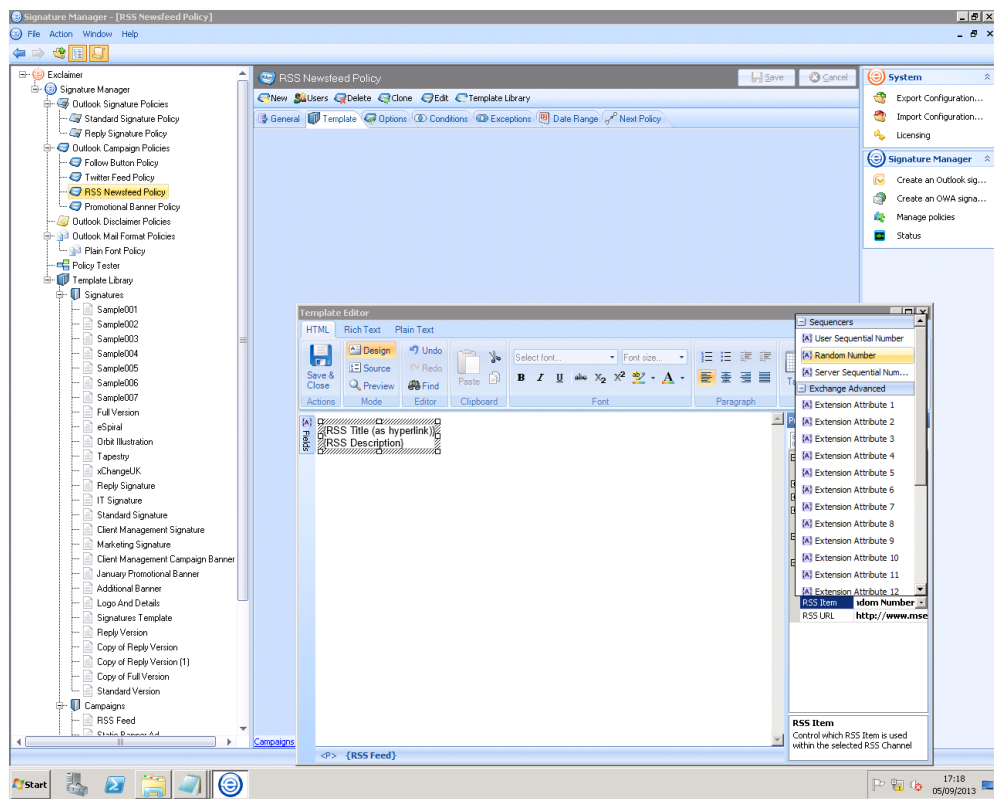 Signature Manager - [RSS Newsfeed Policy]
File Action Window Help
Exclaimer
Signature Manager
Outlook Signature Policies
Standard Signature Policy
Reply Signature Policy
Outlook Campaign Policies
Follow Button Policy
Twitter Feed Policy
RSS Newsfeed Policy
Promotional Banner Policy
Outlook Disclaimer Policies
Outlook Mail Format Policies
Plain Font Policy
Policy Tester
Template Library
Signatures
Sample001
Sample002
Sample003
Sample004
Sample005
Sample006
Sample007
Full Version
eSpiral
Orbit Illustration
Tapestry
xChangeUK
Reply Signature
IT Signature
Standard Signature
Client Management Signature
Marketing Signature
Client Management Campaign Banner
January Promotional Banner
Additional Banner
Logo And Details
Signatures Template
Reply Version
Copy of Reply Version
Copy of Reply Version (1)
Copy of Full Version
Standard Version
Campaigns
RSS Feed
Static Banner Ad
RSS Newsfeed Policy
Save Cancel
New Users Delete Clone Edit Template Library
General Template Options Conditions Exceptions Date Range Next Policy
Campaigns
System
Export Configuration...
Import Configuration...
Licensing
Signature Manager
Create an Outlook sig...
Create an OWA signa...
Manage policies
Status
Template Editor
HTML Rich Text Plain Text
Save & Close
Design
Source
Preview
Undo
Redo
Find
Paste
Select font... Font size...
B I U abc X2 X2 A
Actions Mode Editor Clipboard Font Paragraph
Fields
{RSS Title (as hyperlink)}
{RSS Description}
Sequencers
User Sequential Number
Random Number
Server Sequential Num...
Exchange Advanced
Extension Attribute 1
Extension Attribute 2
Extension Attribute 3
Extension Attribute 4
Extension Attribute 5
Extension Attribute 6
Extension Attribute 7
Extension Attribute 8
Extension Attribute 9
Extension Attribute 10
Extension Attribute 11
Extension Attribute 12
RSS Item ıdom Number
RSS URL http://www.mse
RSS Item
Control which RSS Item is used
within the selected RSS Channel
<P> {RSS Feed}
Start
17:18
05/09/2013